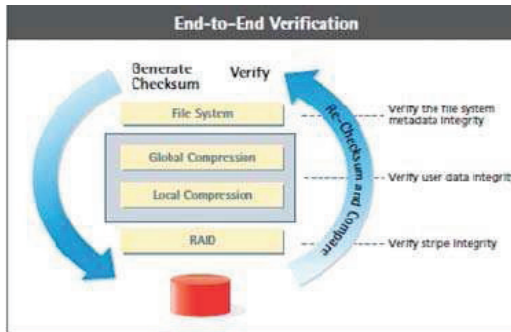 End-to-End Verification
Generate
Checksum
Verify
File System
Global Compression
Local Compression
RAID
Re-Checksum and Compare
Verify the file system
metadata integrity
Verify user data integrit
Verify stripe integrity